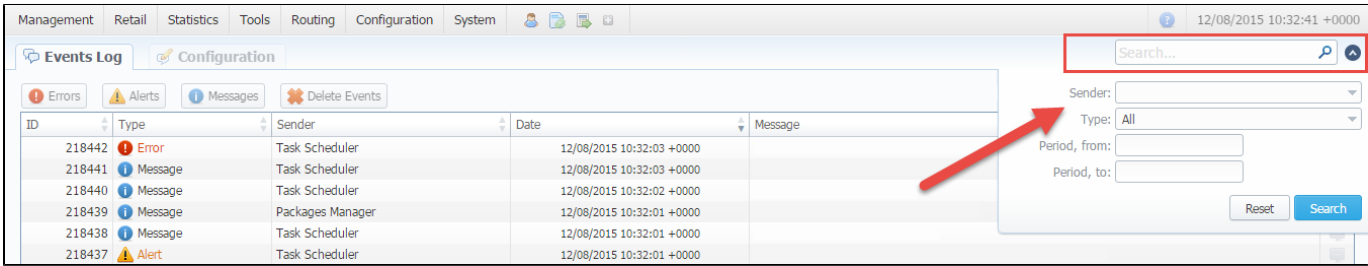 Management Retail Statistics Tools Routing Configuration System 12/08/2015 10:32:41 +0000
Events Log Configuration Search...
Errors Alerts Messages Delete Events
Sender:
Type: All
Period, from:
Period, to:
Reset Search
ID Type Sender Date Message
218442 Error Task Scheduler 12/08/2015 10:32:03 +0000
218441 Message Task Scheduler 12/08/2015 10:32:03 +0000
218440 Message Task Scheduler 12/08/2015 10:32:02 +0000
218439 Message Packages Manager 12/08/2015 10:32:01 +0000
218438 Message Task Scheduler 12/08/2015 10:32:01 +0000
218437 Alert Task Scheduler 12/08/2015 10:32:01 +0000